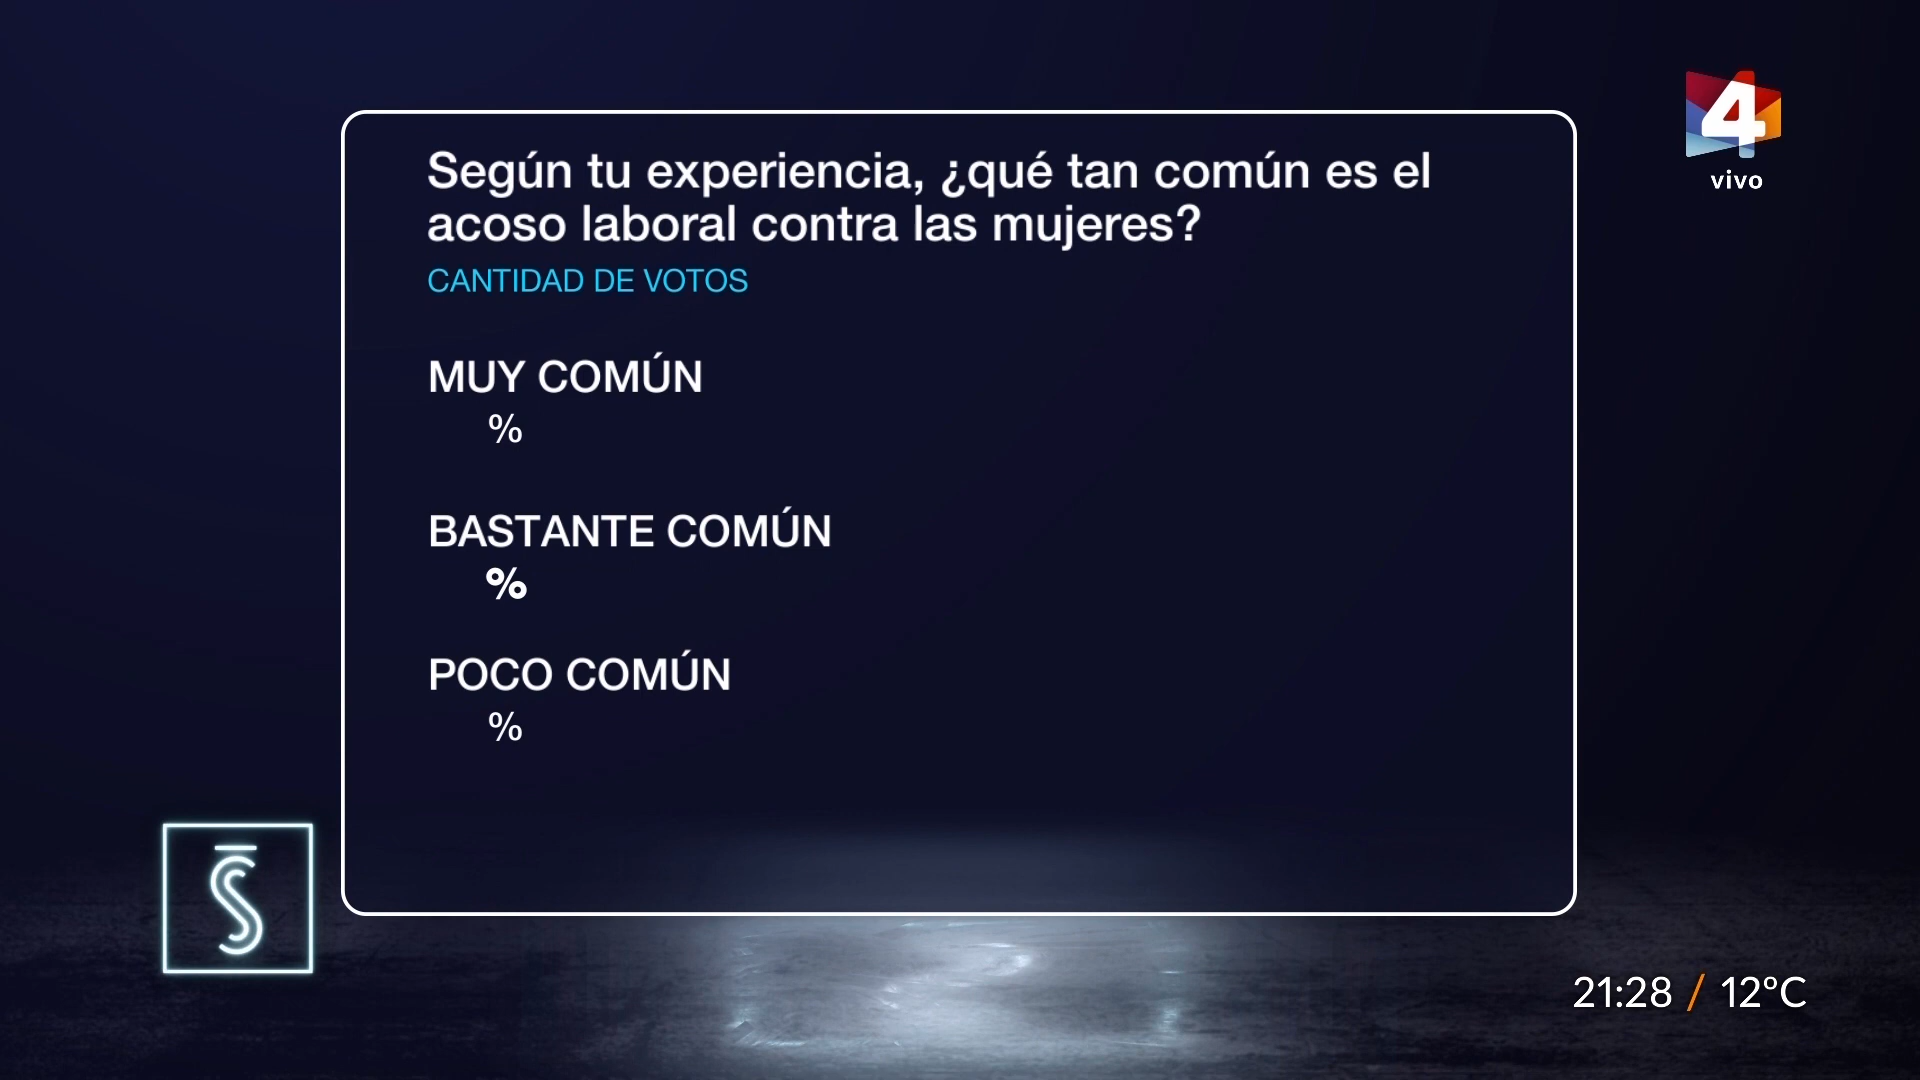 4
vivo
Según tu experiencia, ¿qué tan común es el
acoso laboral contra las mujeres?
CANTIDAD DE VOTOS
MUY COMÚN
%
BASTANTE COMÚN
%
POCO COMÚN
%
S
21:28 / 12°C